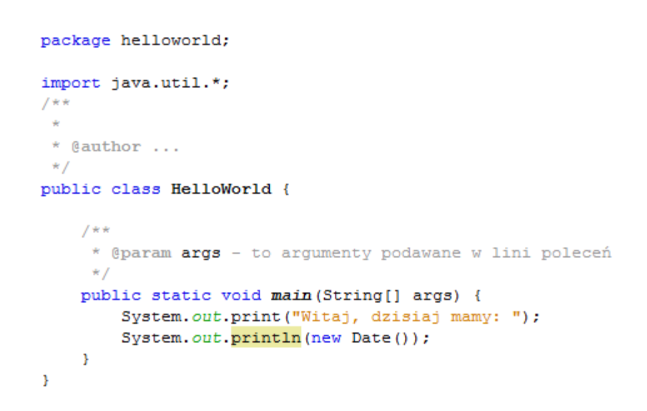 package helloworld;
import java.util.*;
/**
*
* @author ...
*/
public class HelloWorld {
/**
* @param args – to argumenty podawane w lini poleceń
*/
public static void main(String[] args) {
System.out.print("Witaj, dzisiaj mamy: ");
System.out.println(new Date());
}
}